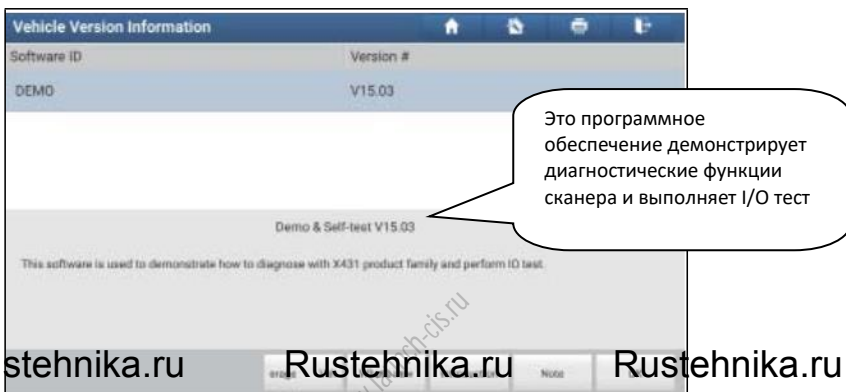 Vehicle Version Information
Software ID Version #
DEMO V15.03
Это программное
обеспечение демонстрирует
диагностические функции
сканера и выполняет I/O тест
Demo & Self-test V15.03
This software is used to demonstrate how to diagnose with X431 product family and perform IO test.
stehnika.ru Rustehnika.ru Rustehnika.ru
Note